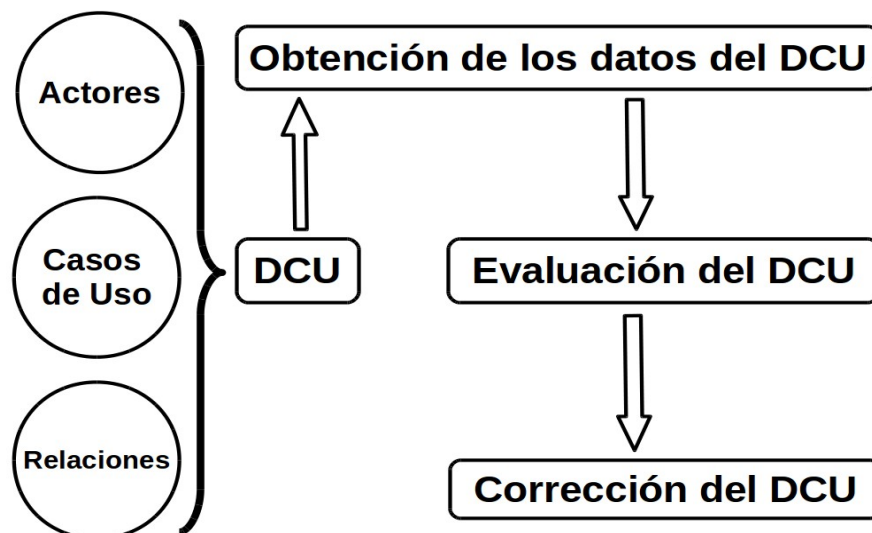 Actores
Casos
de Uso
Relaciones
DCU
Obtención de los datos del DCU
Evaluación del DCU
Corrección del DCU